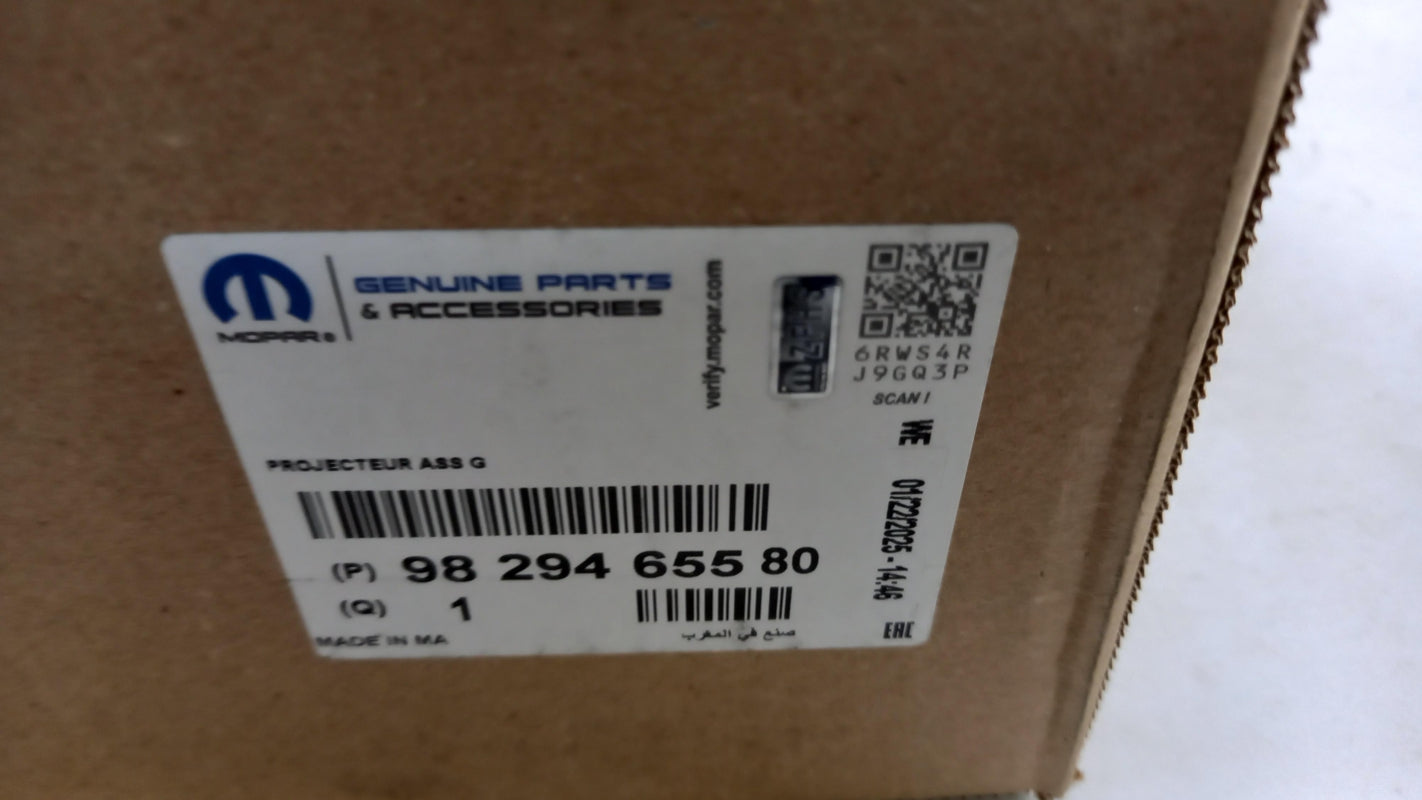 MOPAR®
GENUINE PARTS
& ACCESSORIES
verify.mopar.com
6RWS4R
J9GQ3P
SCAN !
WE 01/22/2025 - 14:46
PROJECTEUR ASS G
(P) 98 294 655 80
(Q) 1
MADE IN MA
صنع في المغرب
EAC